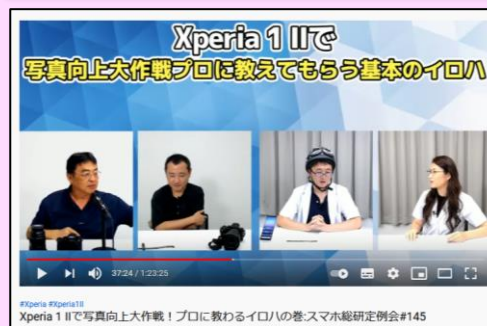 Xperia 1 IIで
写真向上大作戦プロに教えてもらう基本のイロハ
37:24 / 1:23:25
#Xperia #Xperia1II
Xperia 1 IIで写真向上大作戦！プロに教わるイロハの巻:スマホ総研定例会#145